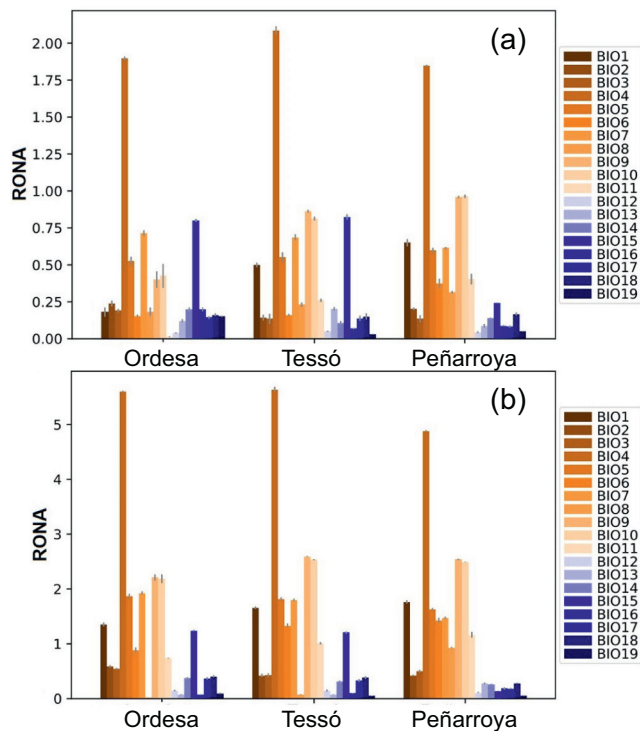 (a)
2.00
1.75
1.50
1.25
1.00
0.75
0.50
0.25
0.00
RONA
Ordesa Tessó Peñarroya
BIO1
BIO2
BIO3
BIO4
BIO5
BIO6
BIO7
BIO8
BIO9
BIO10
BIO11
BIO12
BIO13
BIO14
BIO15
BIO16
BIO17
BIO18
BIO19
(b)
5
4
3
2
1
0
RONA
Ordesa Tessó Peñarroya
BIO1
BIO2
BIO3
BIO4
BIO5
BIO6
BIO7
BIO8
BIO9
BIO10
BIO11
BIO12
BIO13
BIO14
BIO15
BIO16
BIO17
BIO18
BIO19